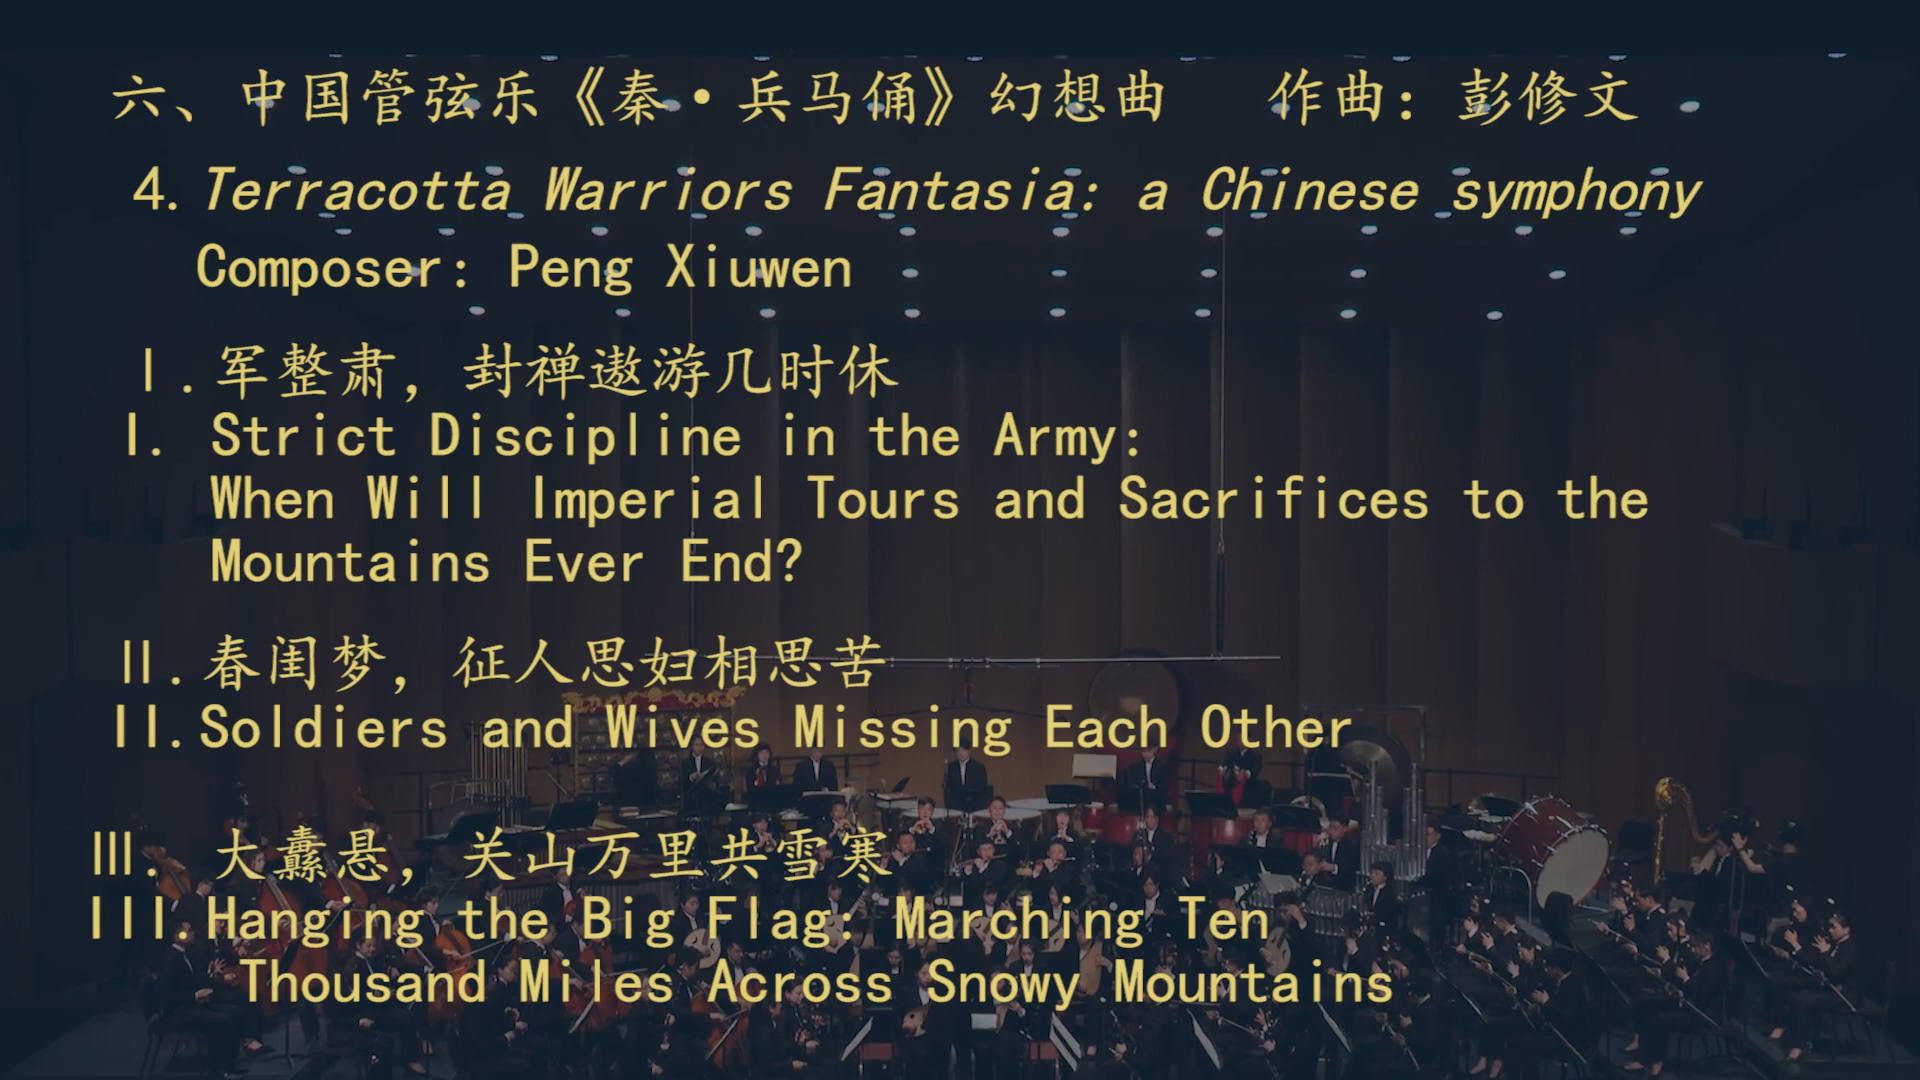 六、中国管弦乐《秦·兵马俑》幻想曲 作曲：彭修文
4. Terracotta Warriors Fantasia: a Chinese symphony
Composer: Peng Xiuwen
I.军整肃，封禅遨游几时休
I. Strict Discipline in the Army:
When Will Imperial Tours and Sacrifices to the
Mountains Ever End?
II.春闺梦，征人思妇相思苦
II.Soldiers and Wives Missing Each Other
III. 大纛悬，关山万里共雪寒
III.Hanging the Big Flag: Marching Ten
Thousand Miles Across Snowy Mountains